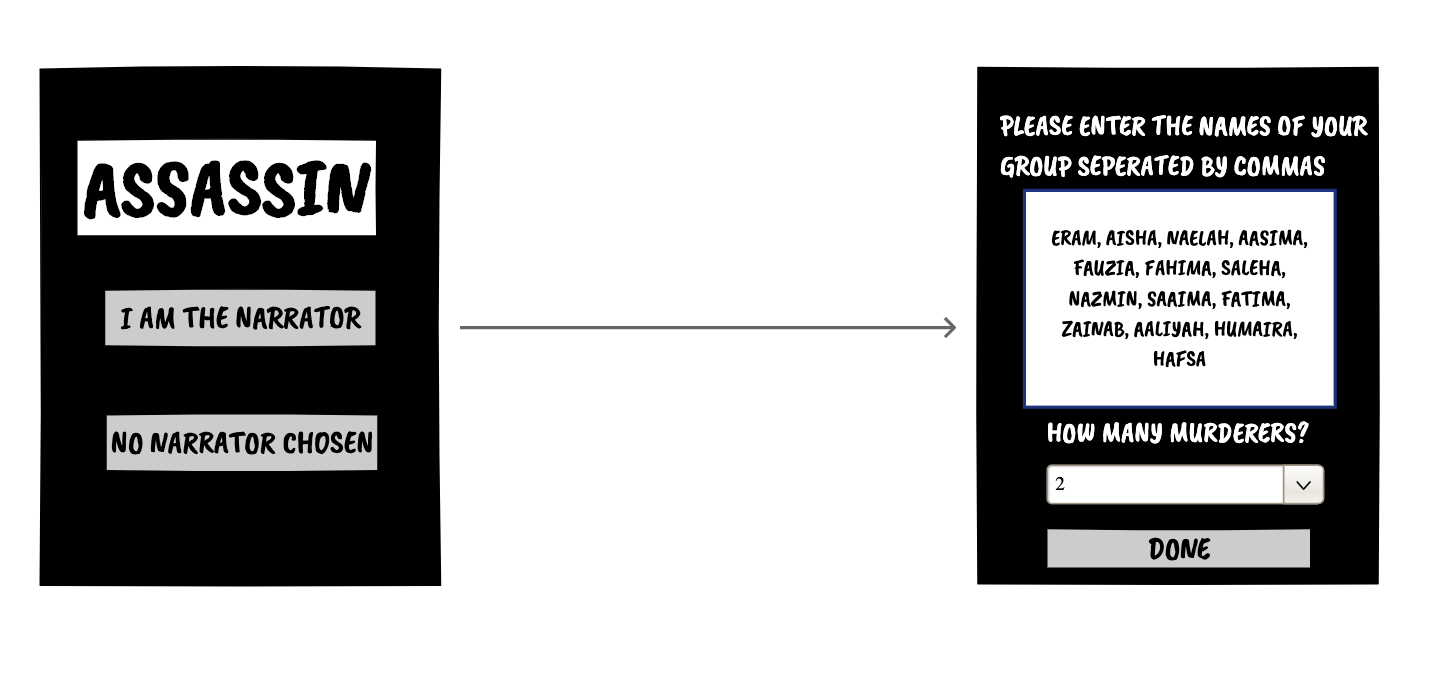 ASSASSIN
I AM THE NARRATOR
NO NARRATOR CHOSEN
PLEASE ENTER THE NAMES OF YOUR
GROUP SEPERATED BY COMMAS
ERAM, AISHA, NAELAH, AASIMA,
FAUZIA, FAHIMA, SALEHA,
NAZMIN, SAAIMA, FATIMA,
ZAINAB, AALIYAH, HUMAIRA,
HAFSA
HOW MANY MURDERERS?
2
DONE